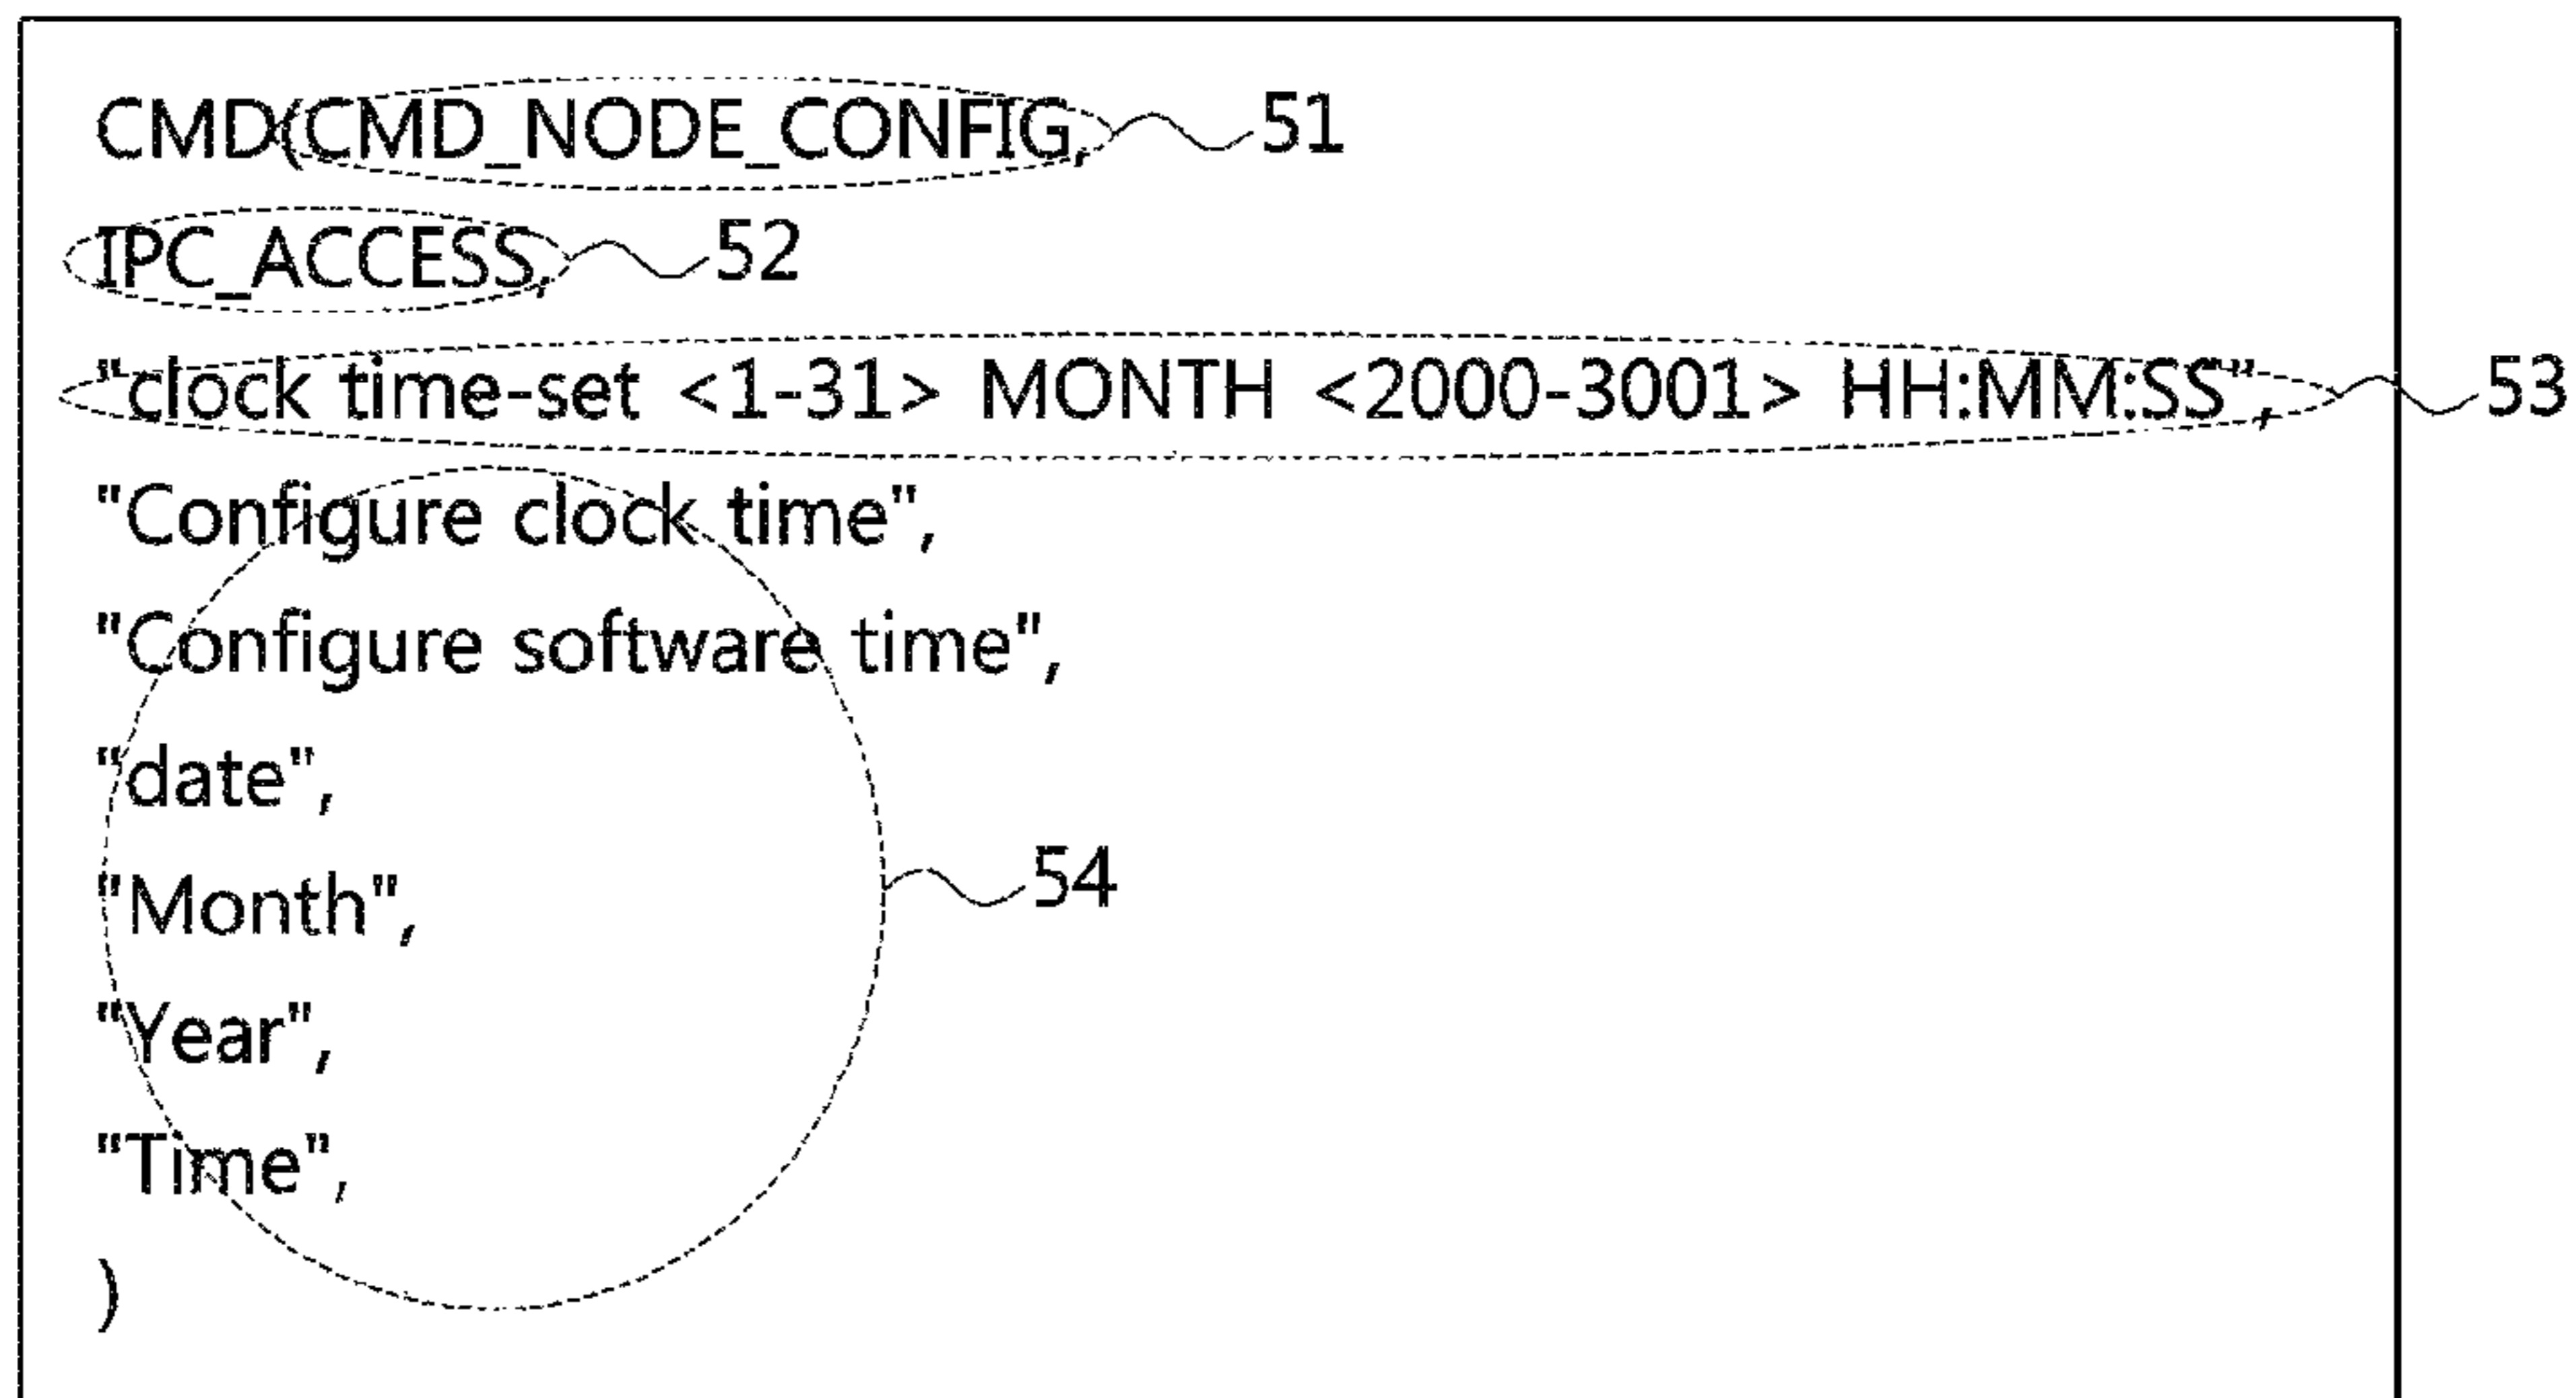 CMD(CMD_NODE_CONFIG, 51
IPC_ACCESS, 52
"clock time-set <1-31> MONTH <2000-3001> HH:MM:SS", 53
"Configure clock time",
"Configure software time",
"date",
"Month", 54
"Year",
"Time",
)